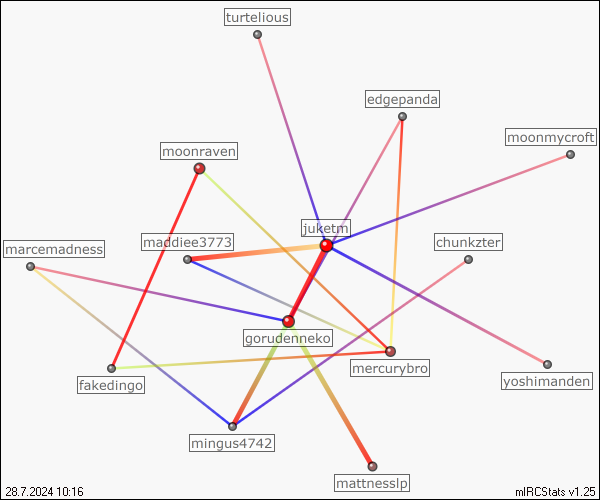 turtelious
edgepanda
moonmycroft
moonraven
juketm
maddiee3773
chunkzter
marcemadness
gorudenneko
mercurybro
fakedingo
yoshimanden
mingus4742
mattnesslp
28.7.2024 10:16
mIRCStats v1.25